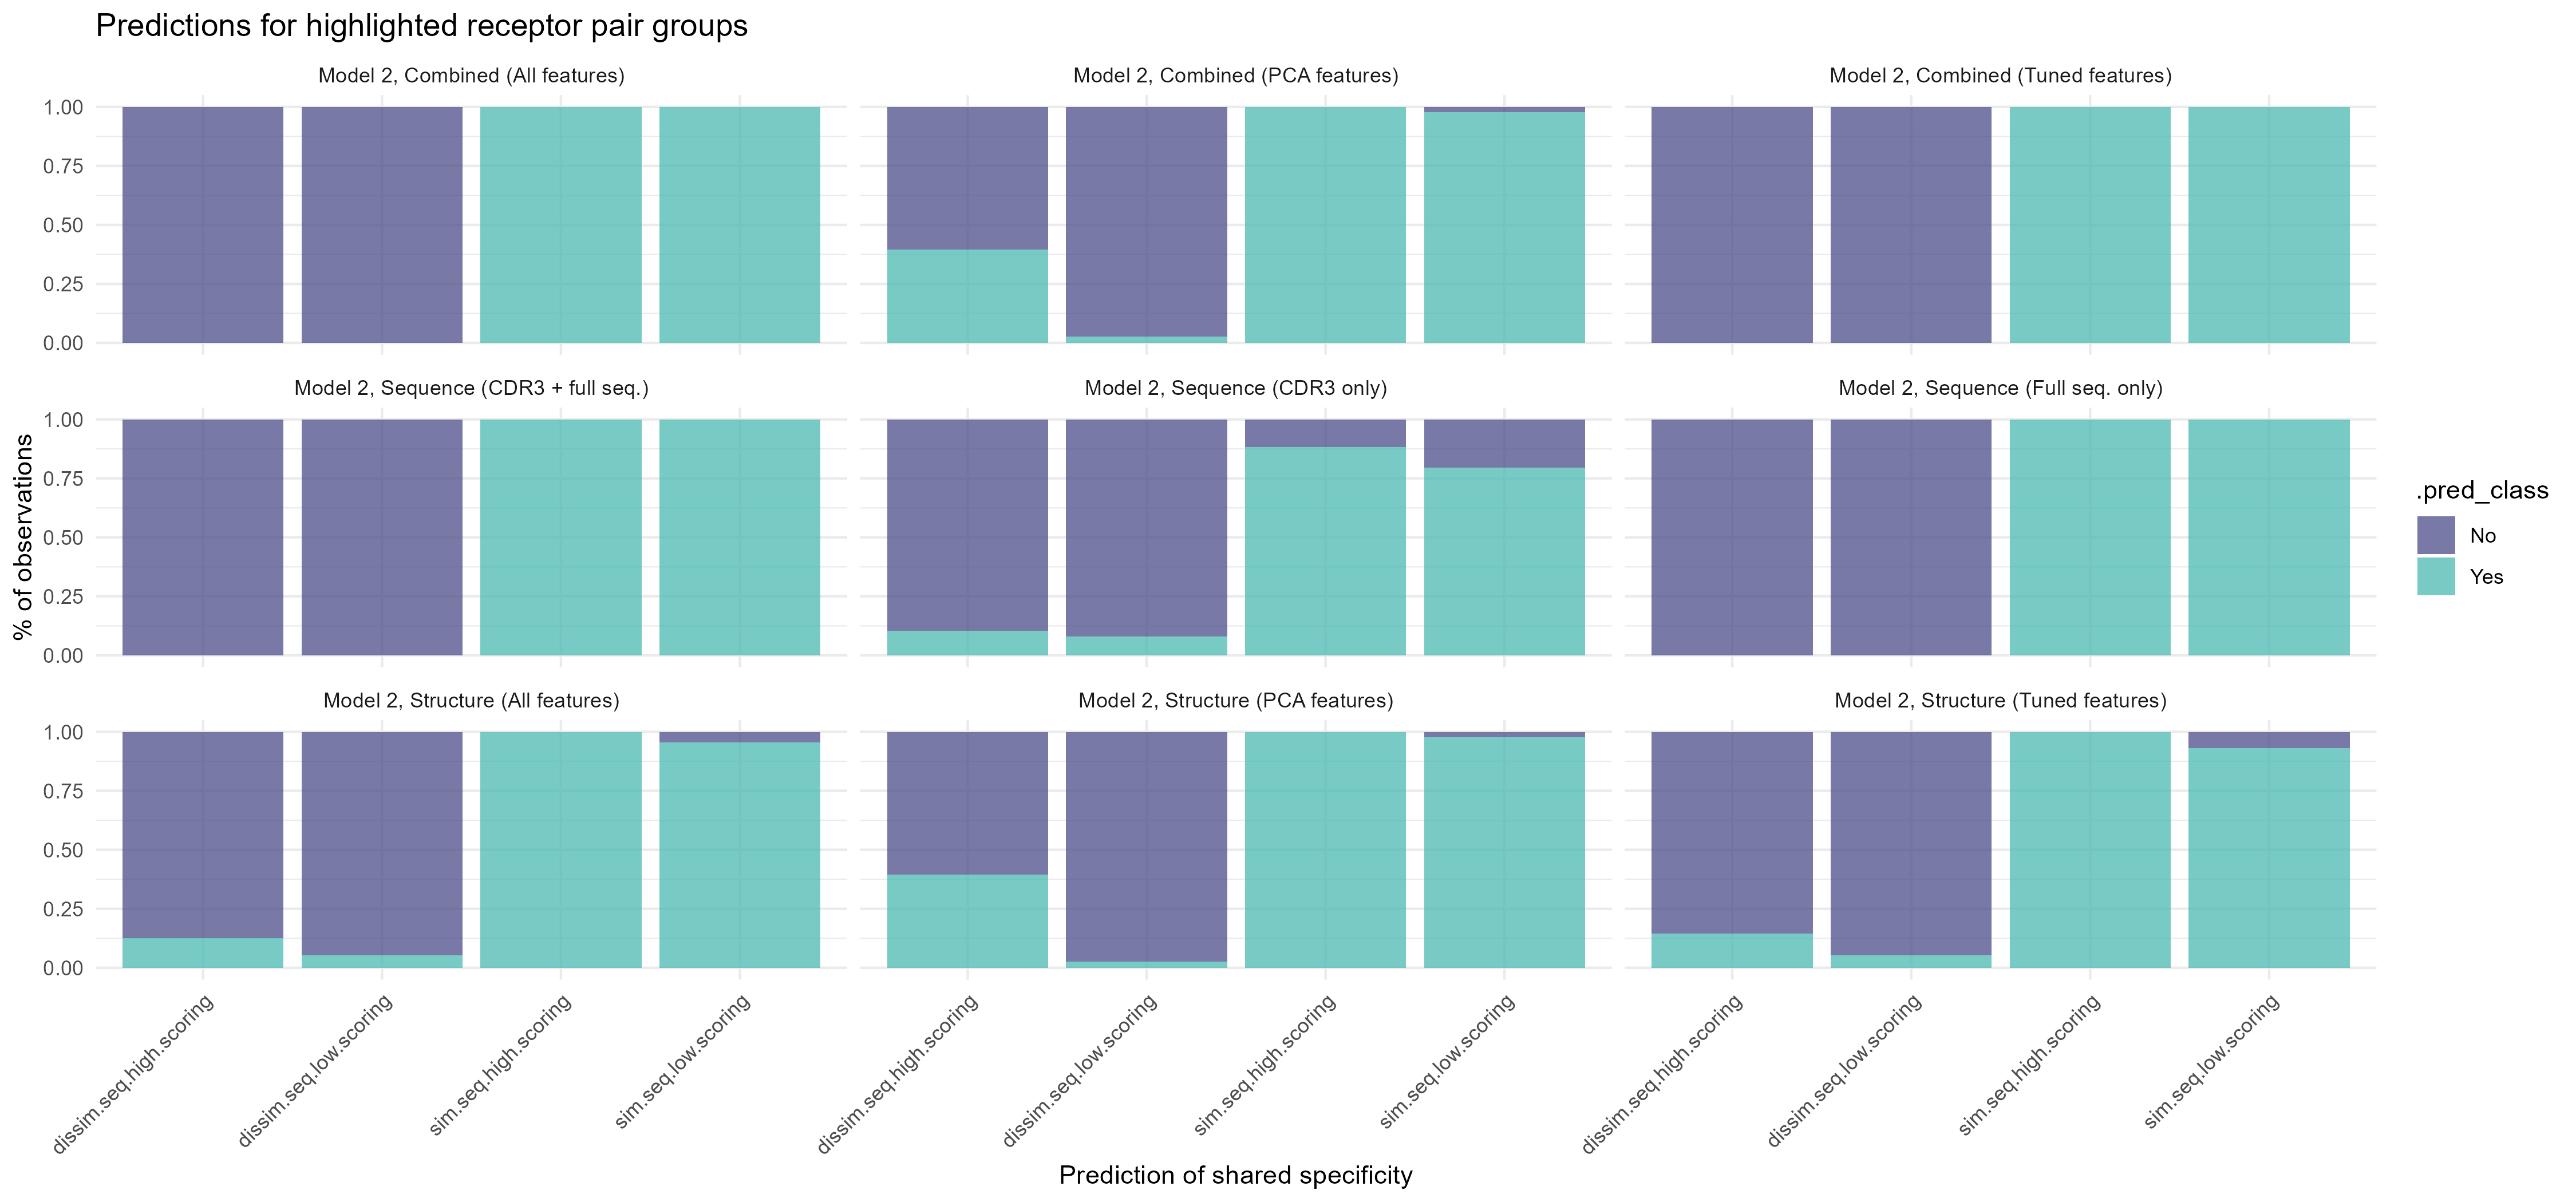 Predictions for highlighted receptor pair groups
Model 2, Combined (All features)
Model 2, Combined (PCA features)
Model 2, Combined (Tuned features)
1.00
0.75
0.50
0.25
0.00
Model 2, Sequence (CDR3 + full seq.)
Model 2, Sequence (CDR3 only)
Model 2, Sequence (Full seq. only)
1.00
0.75
0.50
0.25
0.00
% of observations
.pred_class
No
Yes
Model 2, Structure (All features)
Model 2, Structure (PCA features)
Model 2, Structure (Tuned features)
1.00
0.75
0.50
0.25
0.00
dissim.seq.high.scoring
dissim.seq.low.scoring
sim.seq.high.scoring
sim.seq.low.scoring
dissim.seq.high.scoring
dissim.seq.low.scoring
sim.seq.high.scoring
sim.seq.low.scoring
dissim.seq.high.scoring
dissim.seq.low.scoring
sim.seq.high.scoring
sim.seq.low.scoring
Prediction of shared specificity